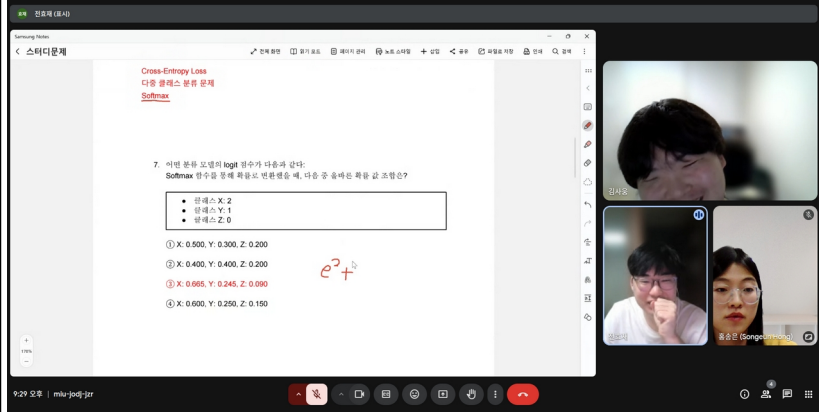 전효재 (표시)
Samsung Notes
스터디문제
전체 화면
읽기 모드
페이지 관리
노트 스타일
삽입
공유
파일로 저장
인쇄
검색
Cross-Entropy Loss
다중 클래스 분류 문제
Softmax
7. 어떤 분류 모델의 logit 점수가 다음과 같다:
Softmax 함수를 통해 확률로 변환했을 때, 다음 중 올바른 확률 값 조합은?
• 클래스 X: 2
• 클래스 Y: 1
• 클래스 Z: 0
① X: 0.500, Y: 0.300, Z: 0.200
② X: 0.400, Y: 0.400, Z: 0.200
③ X: 0.665, Y: 0.245, Z: 0.090
④ X: 0.600, Y: 0.250, Z: 0.150
e² +
김사웅
전효재
홍송은 (Songeun Hong)
9:29 오후 | miu-jodj-jzr
4